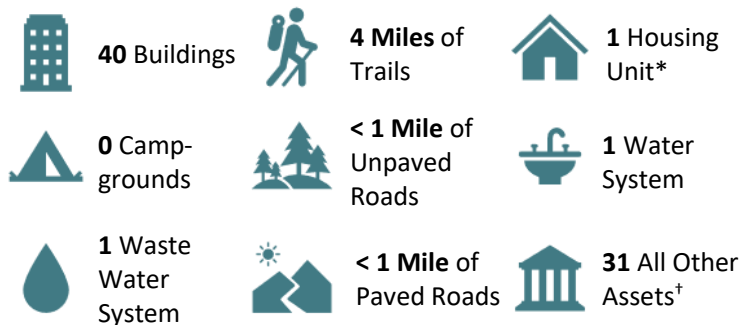 40 Buildings
4 Miles of
Trails
1 Housing
Unit*
0 Camp-
grounds
< 1 Mile of
Unpaved
Roads
1 Water
System
1 Waste
Water
System
< 1 Mile of
Paved Roads
31 All Other
Assets†